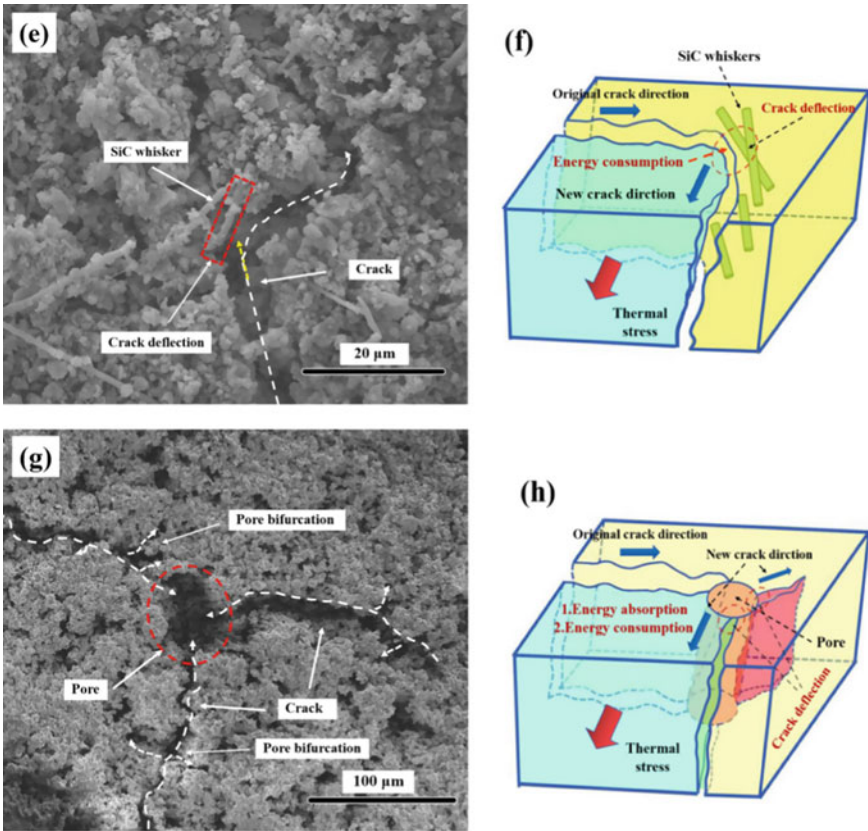 (e)
SiC whisker
Crack
Crack deflection
20 μm
(f)
SiC whiskers
Original crack direction
Crack deflection
Energy consumption
New crack dirction
Thermal
stress
(g)
Pore bifurcation
Pore
Crack
Pore bifurcation
100 μm
(h)
Original crack direction
New crack dirction
1.Energy absorption
2.Energy consumption
Pore
Crack deflection
Thermal
stress